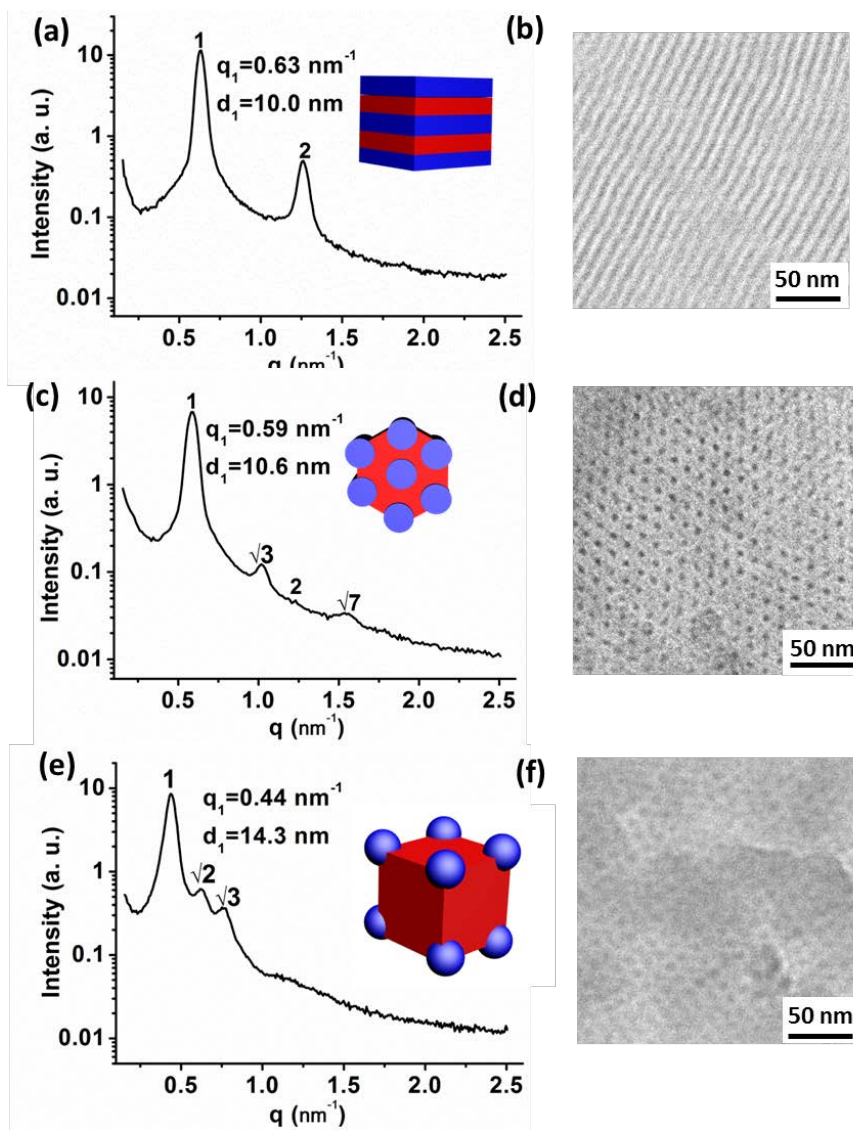 (a)
1
q₁=0.63 nm⁻¹
d₁=10.0 nm
2
Intensity (a. u.)
10
1
0.1
0.01
0.5
1.0
1.5
2.0
2.5
q (nm⁻¹)
(b)
50 nm
(c)
1
q₁=0.59 nm⁻¹
d₁=10.6 nm
√3
2
√7
Intensity (a. u.)
10
1
0.1
0.01
0.5
1.0
1.5
2.0
2.5
q (nm⁻¹)
(d)
50 nm
(e)
1
q₁=0.44 nm⁻¹
d₁=14.3 nm
√2
√3
Intensity (a. u.)
10
1
0.1
0.01
0.5
1.0
1.5
2.0
2.5
q (nm⁻¹)
(f)
50 nm